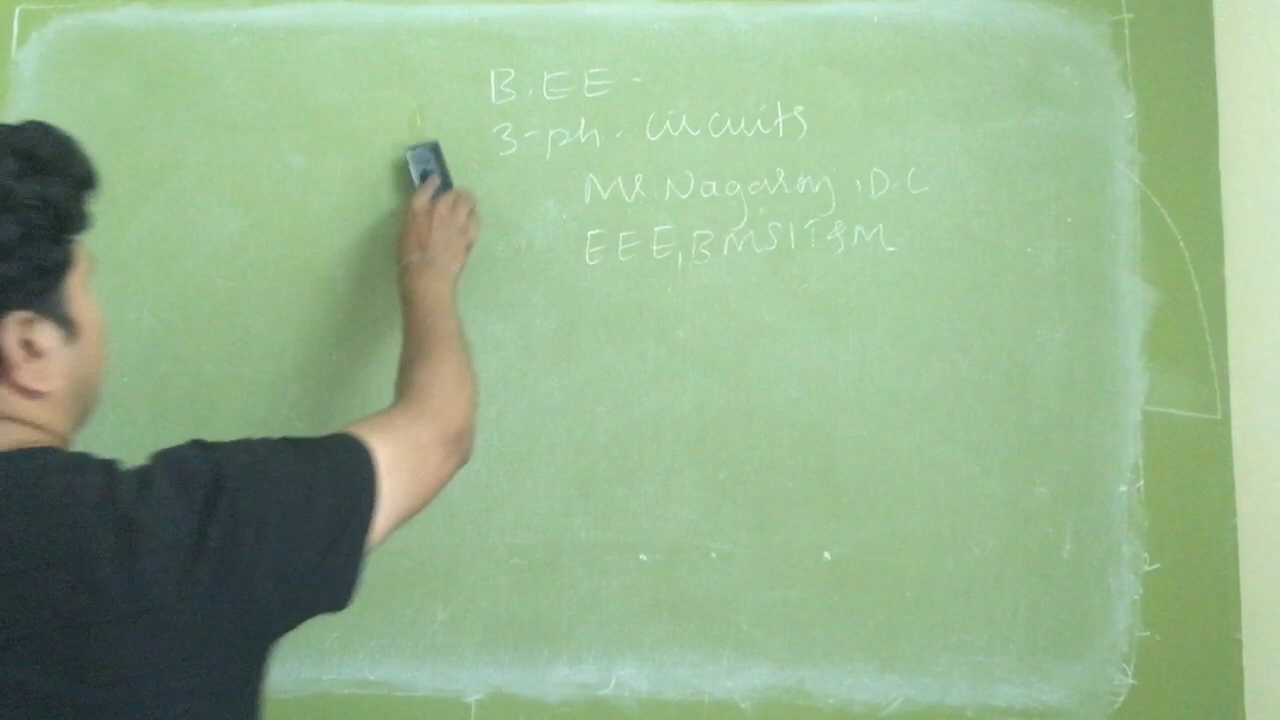 B.EE -
3-ph. circuits
Mr. Nagaraj .D.C
EEE, BMSIT&M